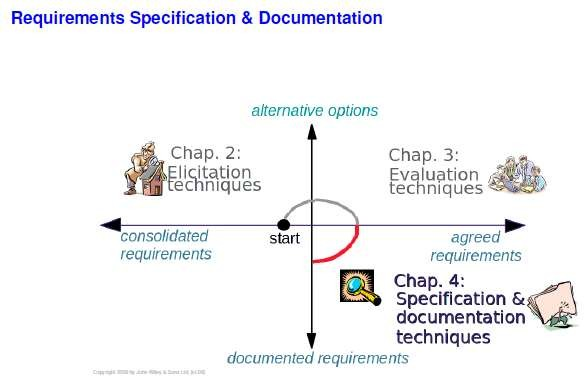 Requirements Specification & Documentation
alternative options
Chap. 2:
Elicitation
techniques
Chap. 3:
Evaluation
techniques
start
consolidated
requirements
agreed
requirements
Chap. 4:
Specification &
documentation
techniques
documented requirements